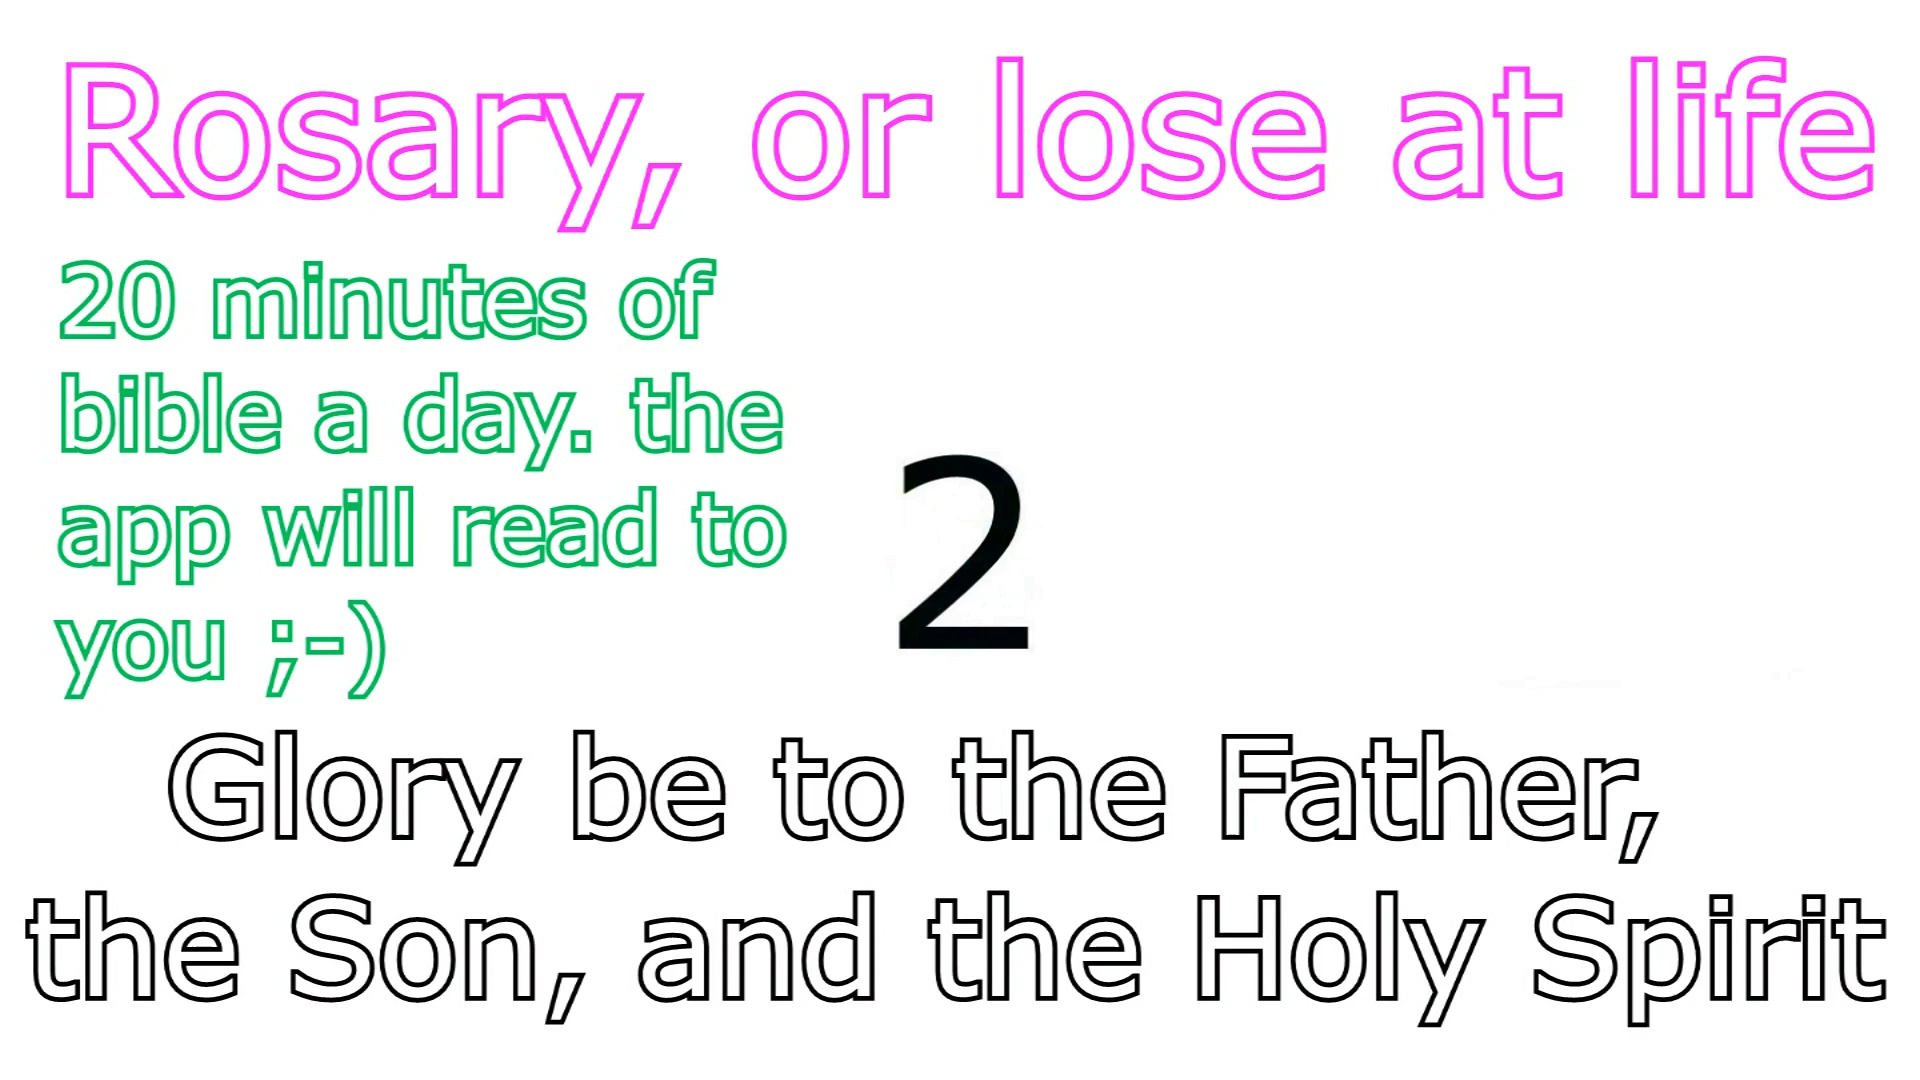 Rosary, or lose at life
20 minutes of
bible a day. the
app will read to
you ;-)
2
Glory be to the Father,
the Son, and the Holy Spirit